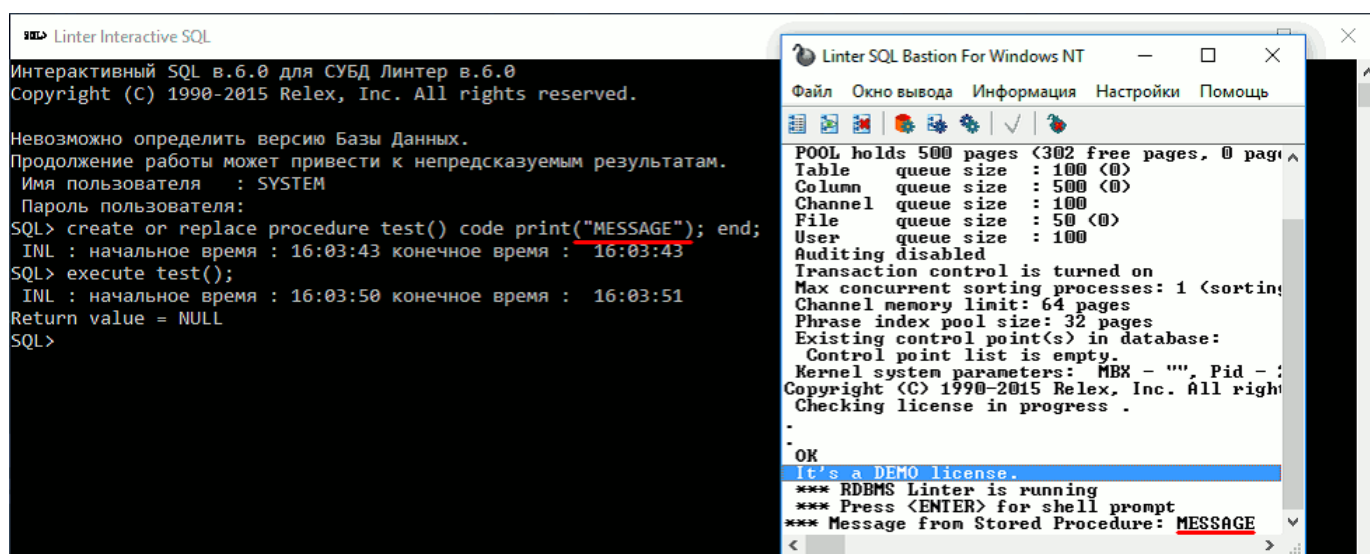 SQL> Linter Interactive SQL
Интерактивный SQL в.6.0 для СУБД Линтер в.6.0
Copyright (C) 1990-2015 Relex, Inc. All rights reserved.
Невозможно определить версию Базы Данных.
Продолжение работы может привести к непредсказуемым результатам.
Имя пользователя   : SYSTEM
Пароль пользователя:
SQL> create or replace procedure test() code print("MESSAGE"); end;
INL : начальное время : 16:03:43 конечное время :  16:03:43
SQL> execute test();
INL : начальное время : 16:03:50 конечное время :  16:03:51
Return value = NULL
SQL>
Linter SQL Bastion For Windows NT
Файл Окно вывода Информация Настройки Помощь
POOL holds 500 pages (302 free pages, 0 page
Table    queue size  : 100 (0)
Column   queue size  : 500 (0)
Channel  queue size  : 100
File     queue size  : 50 (0)
User     queue size  : 100
Auditing disabled
Transaction control is turned on
Max concurrent sorting processes: 1 (sorting
Channel memory limit: 64 pages
Phrase index pool size: 32 pages
Existing control point(s) in database:
Control point list is empty.
Kernel system parameters:  MBX - "", Pid -
Copyright (C) 1990-2015 Relex, Inc. All righ
Checking license in progress .
.
.
OK
It's a DEMO license.
*** RDBMS Linter is running
*** Press <ENTER> for shell prompt
*** Message from Stored Procedure: MESSAGE